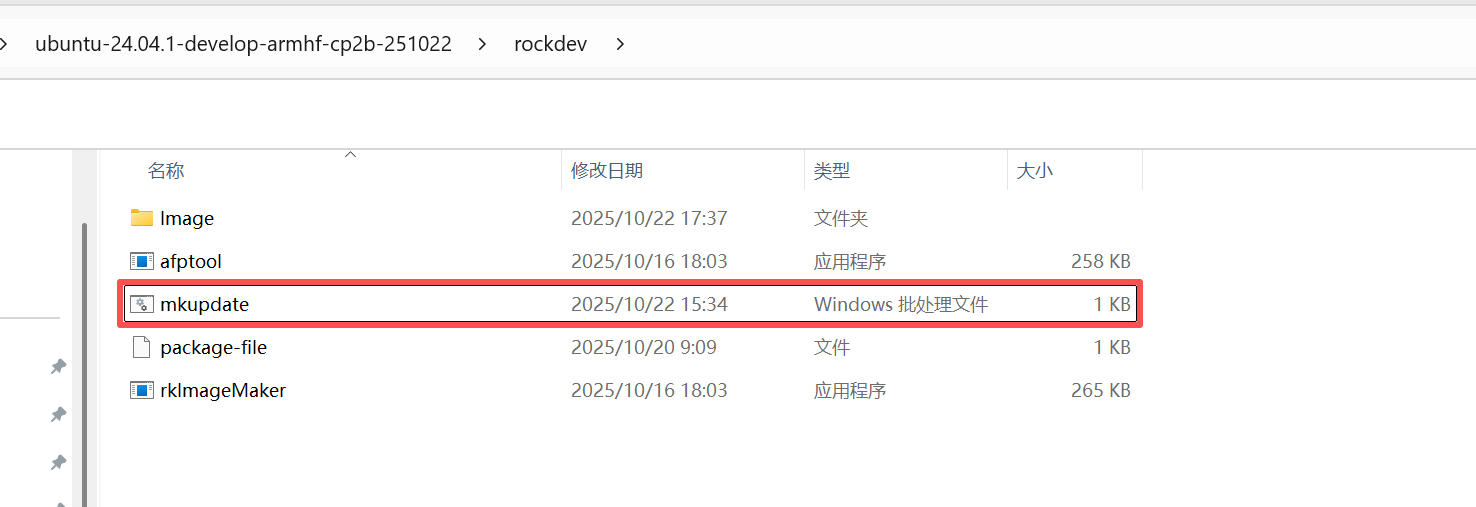 ubuntu-24.04.1-develop-armhf-cp2b-251022 > rockdev >
名称 修改日期 类型 大小
Image 2025/10/22 17:37 文件夹
afptool 2025/10/16 18:03 应用程序 258 KB
mkupdate 2025/10/22 15:34 Windows 批处理文件 1 KB
package-file 2025/10/20 9:09 文件 1 KB
rkImageMaker 2025/10/16 18:03 应用程序 265 KB